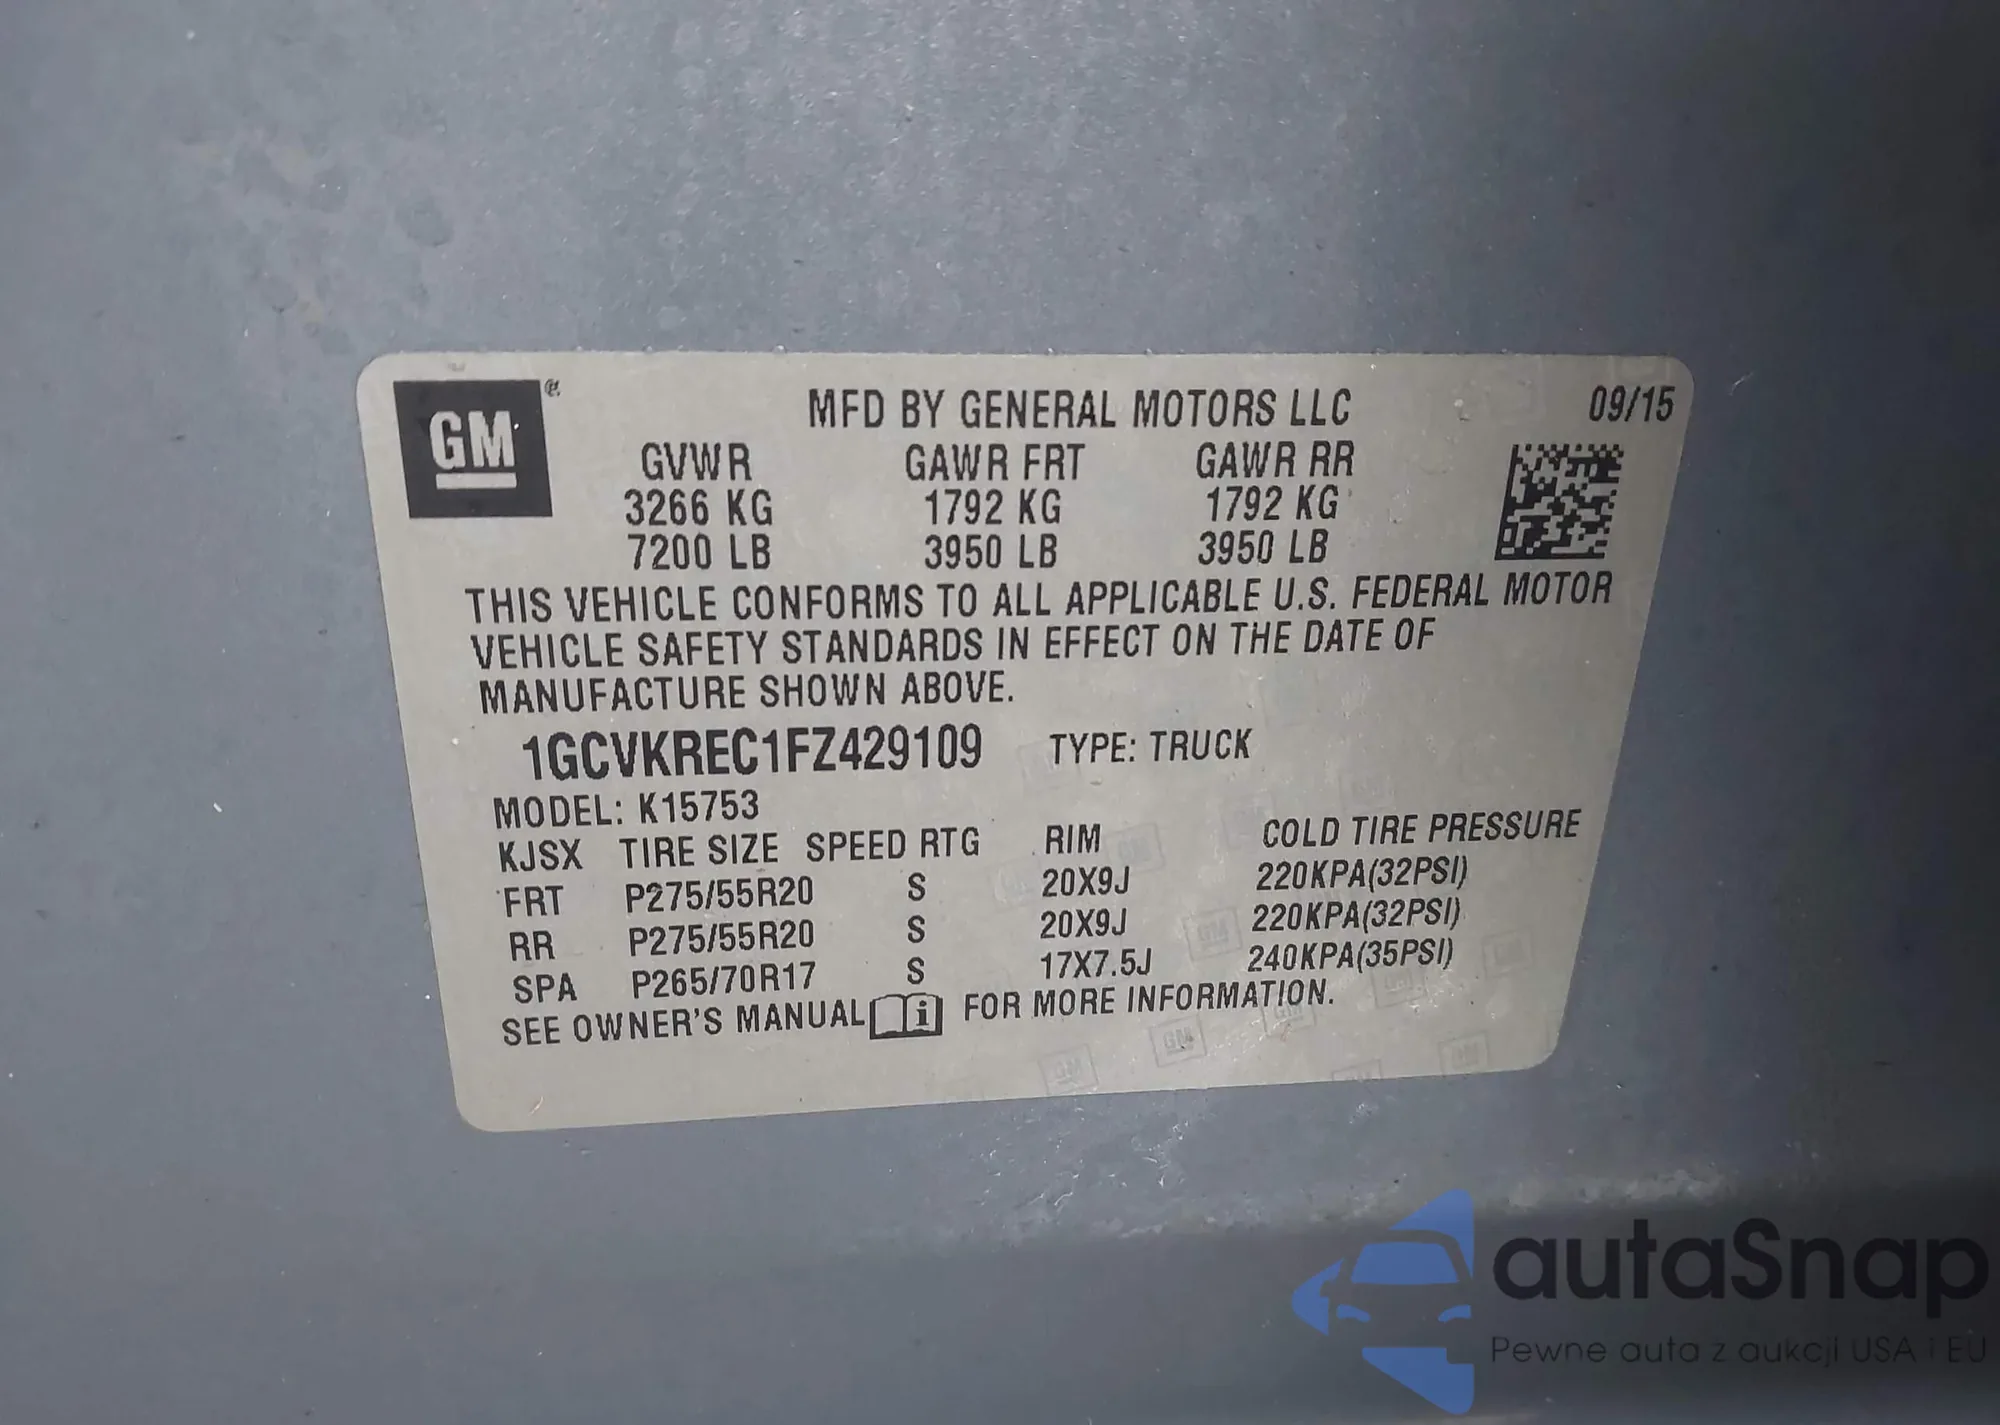 GM
MFD BY GENERAL MOTORS LLC 09/15
GVWR GAWR FRT GAWR RR
3266 KG 1792 KG 1792 KG
7200 LB 3950 LB 3950 LB
THIS VEHICLE CONFORMS TO ALL APPLICABLE U.S. FEDERAL MOTOR
VEHICLE SAFETY STANDARDS IN EFFECT ON THE DATE OF
MANUFACTURE SHOWN ABOVE.
1GCVKREC1FZ429109 TYPE: TRUCK
MODEL: K15753
KJSX TIRE SIZE SPEED RTG RIM COLD TIRE PRESSURE
FRT P275/55R20 S 20X9J 220KPA(32PSI)
RR P275/55R20 S 20X9J 220KPA(32PSI)
SPA P265/70R17 S 17X7.5J 240KPA(35PSI)
SEE OWNER'S MANUAL i FOR MORE INFORMATION.
autaSnap
Pewne auta z aukcji USA i EU